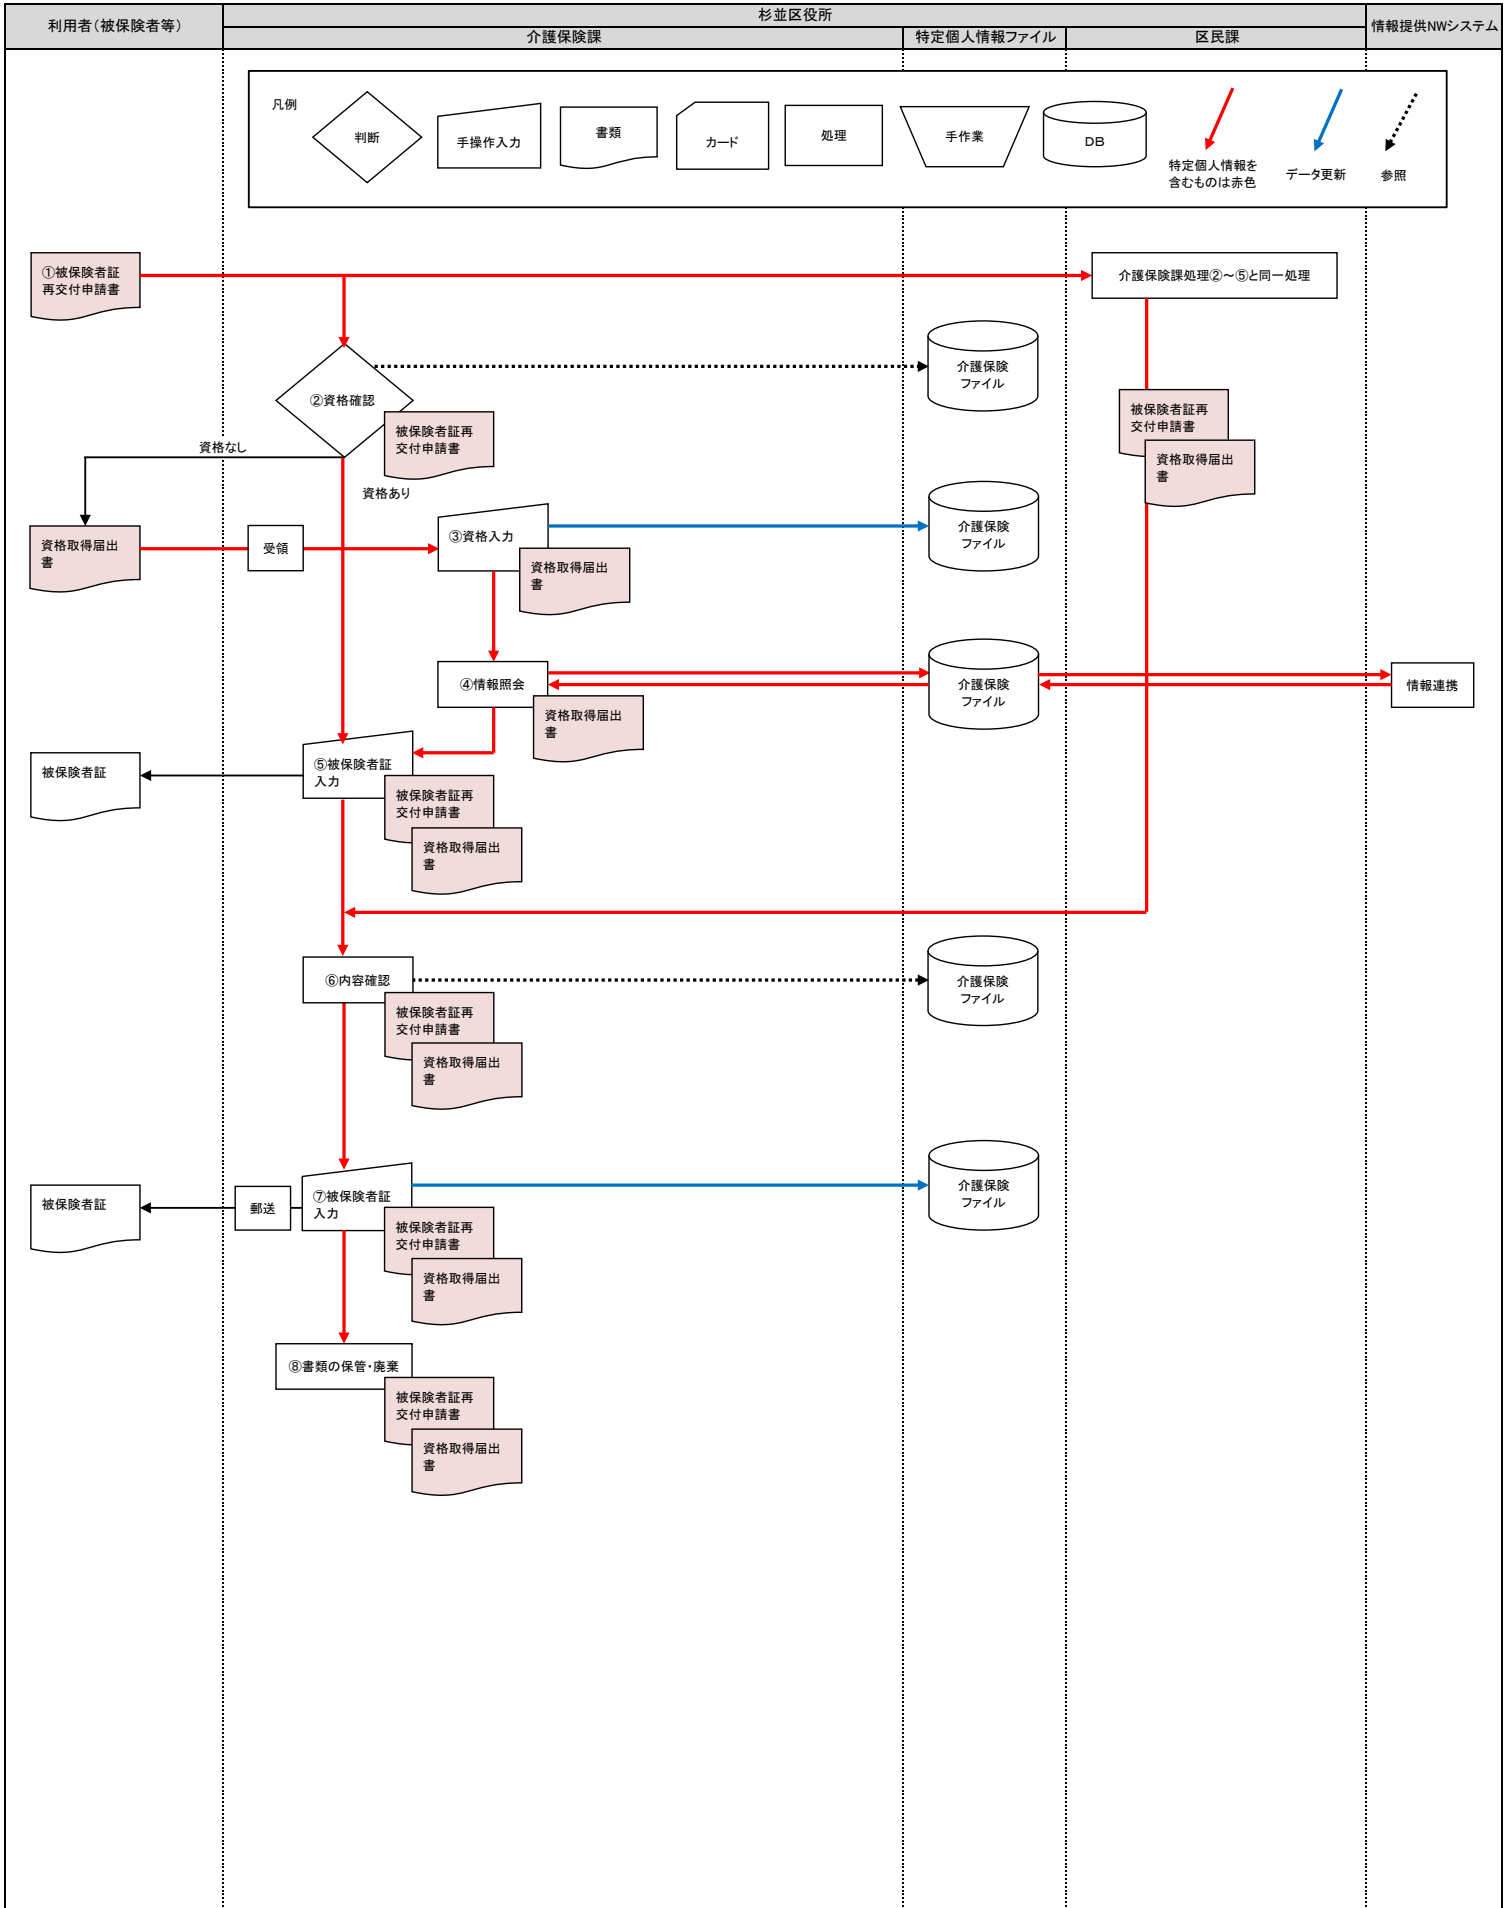 利用者（被保険者等）
杉並区役所
情報提供NWシステム
介護保険課
特定個人情報ファイル
区民課
凡例
判断
手操作入力
書類
カード
処理
手作業
DB
特定個人情報を
含むものは赤色
データ更新
参照
①被保険者証
再交付申請書
介護保険課処理②～⑤と同一処理
介護保険
ファイル
②資格確認
被保険者証再
交付申請書
被保険者証再
交付申請書
資格取得届出
書
資格なし
資格あり
資格取得届出
書
受領
③資格入力
資格取得届出
書
介護保険
ファイル
④情報照会
資格取得届出
書
介護保険
ファイル
情報連携
被保険者証
⑤被保険者証
入力
被保険者証再
交付申請書
資格取得届出
書
⑥内容確認
被保険者証再
交付申請書
資格取得届出
書
介護保険
ファイル
被保険者証
郵送
⑦被保険者証
入力
被保険者証再
交付申請書
資格取得届出
書
介護保険
ファイル
⑧書類の保管・廃棄
被保険者証再
交付申請書
資格取得届出
書